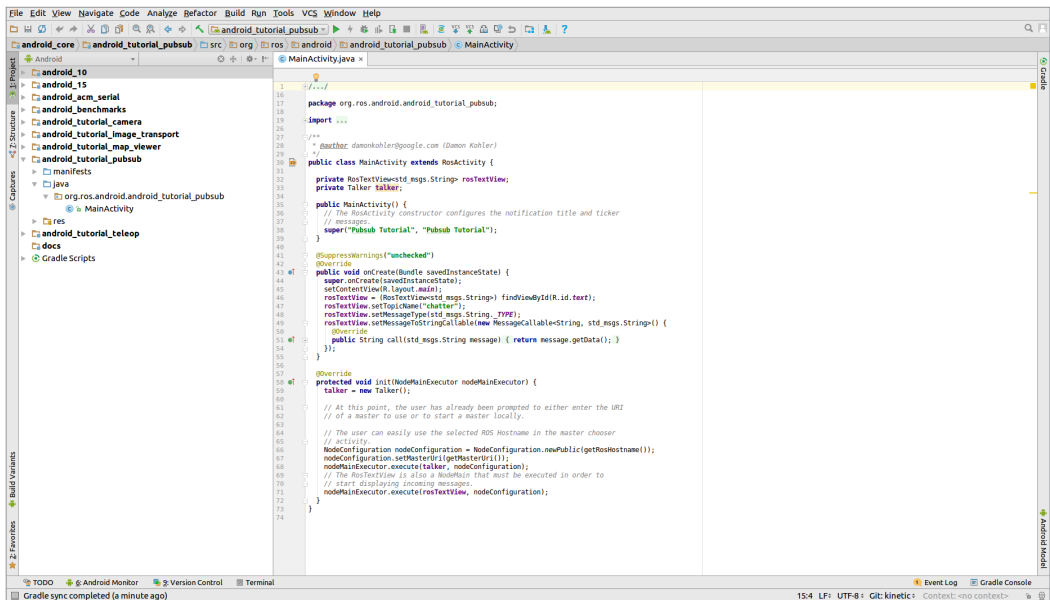 File Edit View Navigate Code Analyze Refactor Build Run Tools VCS Window Help
android_tutorial_pubsub
android_core android_tutorial_pubsub src org ros android android_tutorial_pubsub MainActivity
1: Project
Z: Structure
Captures
Build Variants
2: Favorites
Android
android_10
android_15
android_acm_serial
android_benchmarks
android_tutorial_camera
android_tutorial_image_transport
android_tutorial_map_viewer
android_tutorial_pubsub
manifests
java
org.ros.android.android_tutorial_pubsub
MainActivity
res
android_tutorial_teleop
docs
Gradle Scripts
MainActivity.java
1 /.../
16
17 package org.ros.android.android_tutorial_pubsub;
18
19 import ...
26
27 /**
28 * @author damonkohler@google.com (Damon Kohler)
29 */
30 public class MainActivity extends RosActivity {
31
32 private RosTextView<std_msgs.String> rosTextView;
33 private Talker talker;
34
35 public MainActivity() {
36 // The RosActivity constructor configures the notification title and ticker
37 // messages.
38 super("Pubsub Tutorial", "Pubsub Tutorial");
39 }
40
41 @SuppressWarnings("unchecked")
42 @Override
43 public void onCreate(Bundle savedInstanceState) {
44 super.onCreate(savedInstanceState);
45 setContentView(R.layout.main);
46 rosTextView = (RosTextView<std_msgs.String>) findViewById(R.id.text);
47 rosTextView.setTopicName("chatter");
48 rosTextView.setMessageType(std_msgs.String._TYPE);
49 rosTextView.setMessageToStringCallable(new MessageCallable<String, std_msgs.String>() {
50 @Override
51 public String call(std_msgs.String message) { return message.getData(); }
54 });
55 }
56
57 @Override
58 protected void init(NodeMainExecutor nodeMainExecutor) {
59 talker = new Talker();
60
61 // At this point, the user has already been prompted to either enter the URI
62 // of a master to use or to start a master locally.
63
64 // The user can easily use the selected ROS Hostname in the master chooser
65 // activity.
66 NodeConfiguration nodeConfiguration = NodeConfiguration.newPublic(getRosHostname());
67 nodeConfiguration.setMasterUri(getMasterUri());
68 nodeMainExecutor.execute(talker, nodeConfiguration);
69 // The RosTextView is also a NodeMain that must be executed in order to
70 // start displaying incoming messages.
71 nodeMainExecutor.execute(rosTextView, nodeConfiguration);
72 }
73 }
74
Gradle
Android Model
TODO 6: Android Monitor 9: Version Control Terminal
1 Event Log Gradle Console
Gradle sync completed (a minute ago)
15:4 LF UTF-8 Git: kinetic Context: <no context>